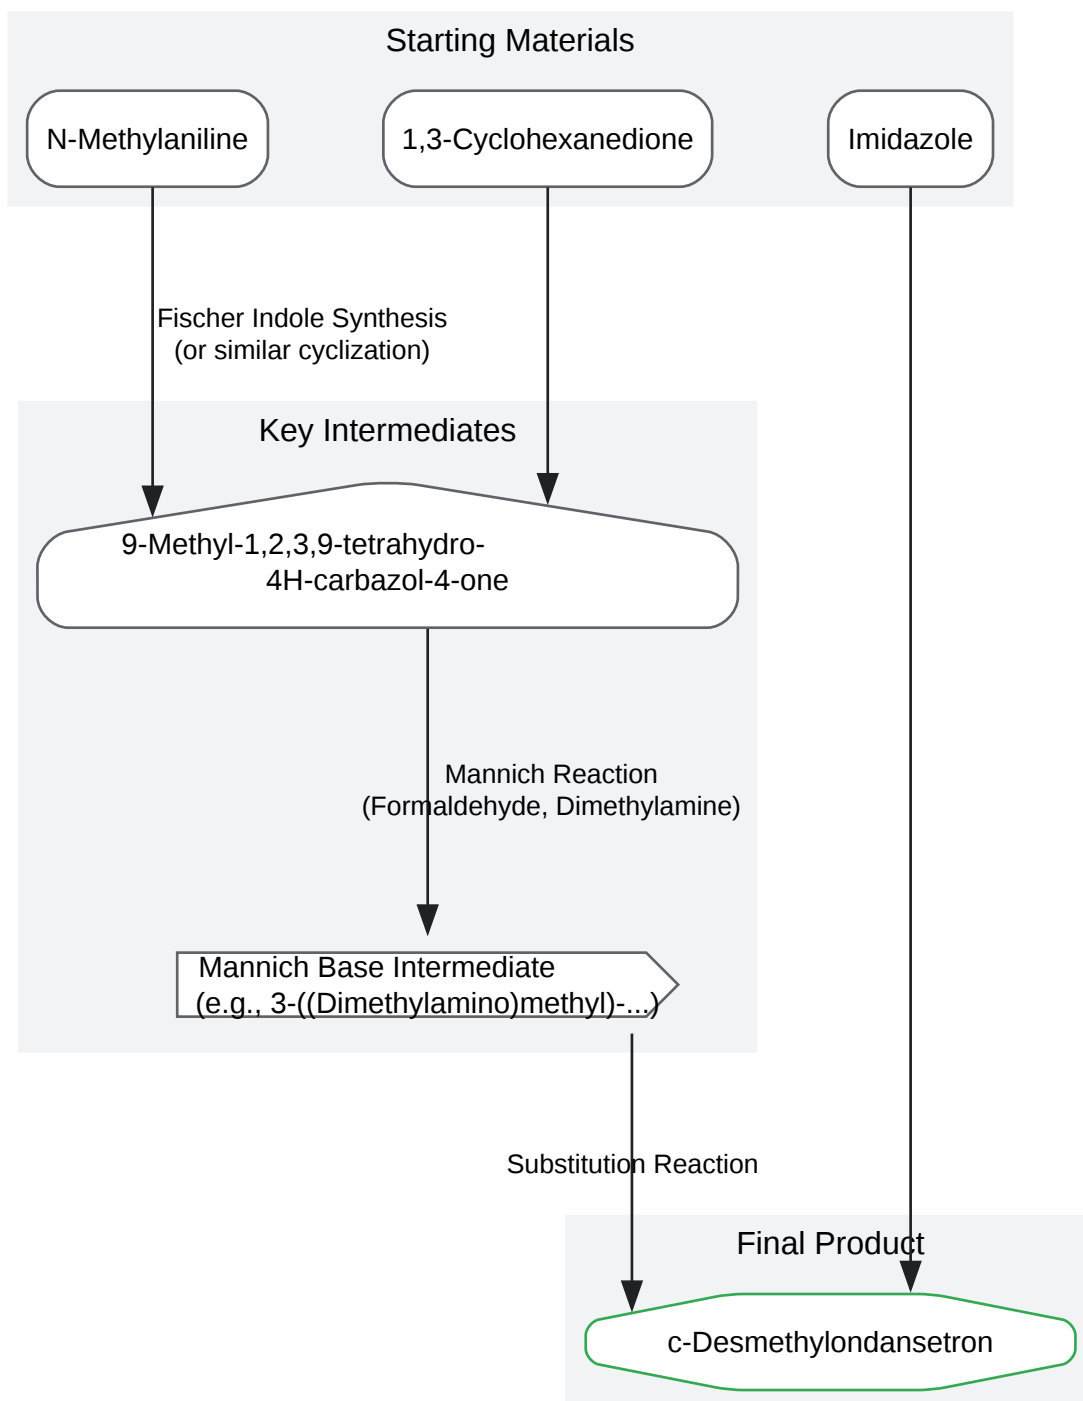 Starting Materials
N-Methylaniline
1,3-Cyclohexanedione
Imidazole
Fischer Indole Synthesis
(or similar cyclization)
Key Intermediates
9-Methyl-1,2,3,9-tetrahydro-
4H-carbazol-4-one
Mannich Reaction
(Formaldehyde, Dimethylamine)
Mannich Base Intermediate
(e.g., 3-((Dimethylamino)methyl)-...)
Substitution Reaction
Final Product
c-Desmethylondansetron